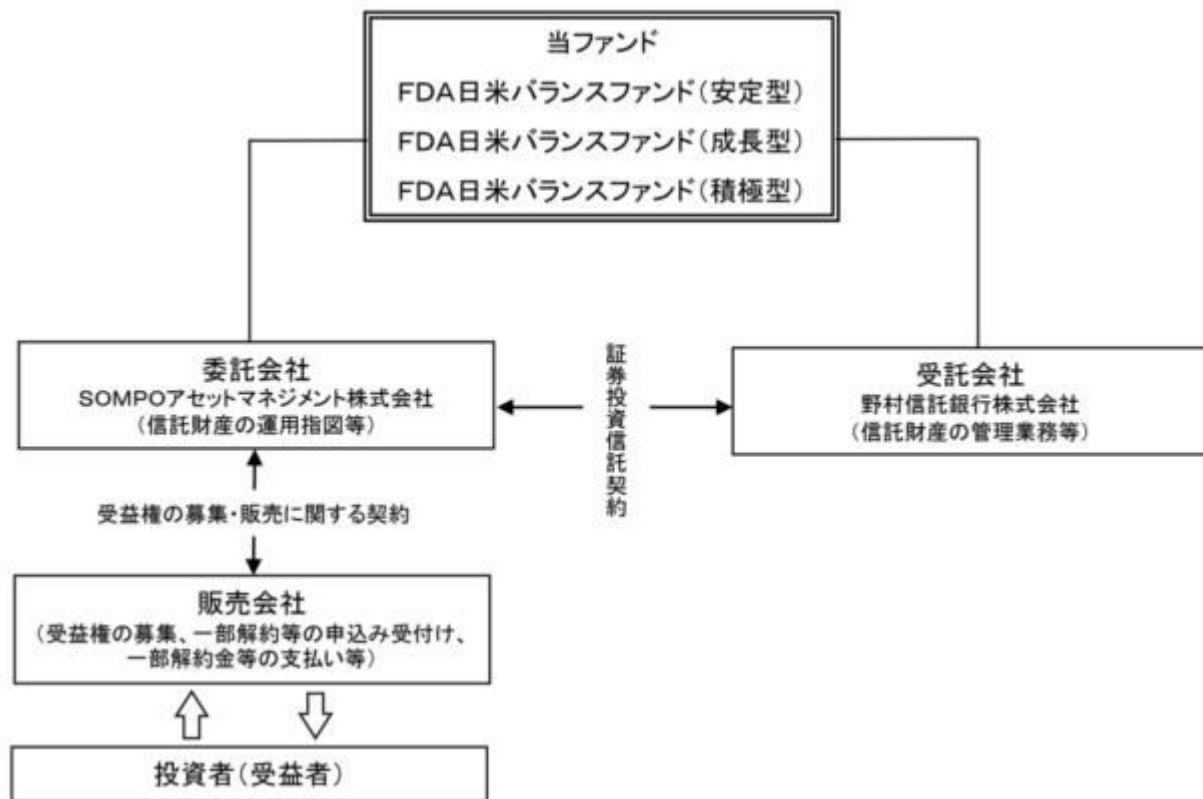 当ファンド
FDA日米バランスファンド(安定型)
FDA日米バランスファンド(成長型)
FDA日米バランスファンド(積極型)
委託会社
SOMPOアセットマネジメント株式会社
(信託財産の運用指図等)
証券投資信託契約
受託会社
野村信託銀行株式会社
(信託財産の管理業務等)
受益権の募集・販売に関する契約
販売会社
(受益権の募集、一部解約等の申込み受付け、
一部解約金等の支払い等)
投資者(受益者)